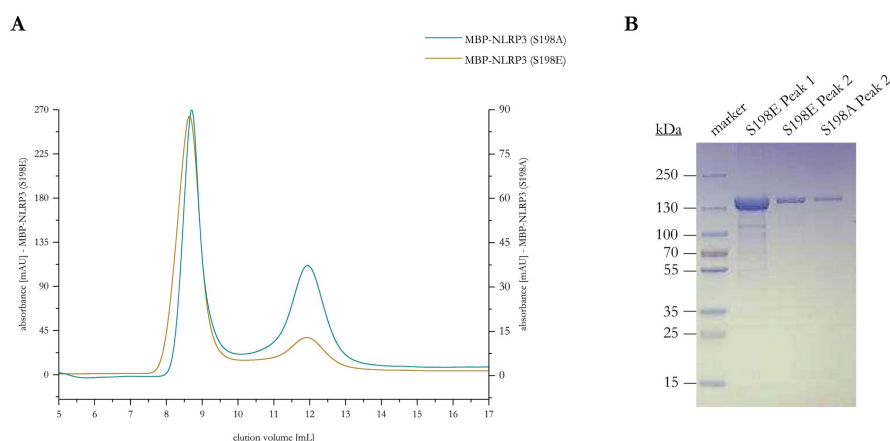 A
MBP-NLRP3 (S198A)
MBP-NLRP3 (S198E)
absorbance [mAU] - MBP-NLRP3 (S198E)
270
225
180
135
90
45
0
90
75
60
45
30
15
0
absorbance [mAU] - MBP-NLRP3 (S198A)
5 6 7 8 9 10 11 12 13 14 15 16 17
elution volume [mL]
B
kDa
marker
S198E Peak 1
S198E Peak 2
S198A Peak 2
250
130
100
70
55
35
25
15